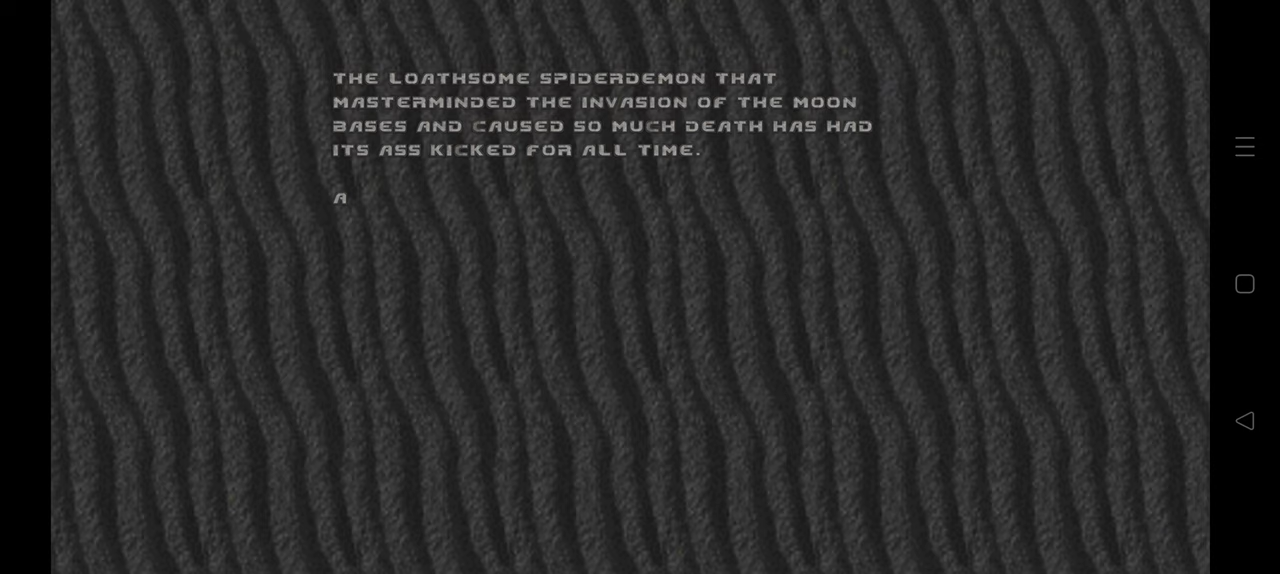 THE LOATHSOME SPIDERDEMON THAT
MASTERMINDED THE INVASION OF THE MOON
BASES AND CAUSED SO MUCH DEATH HAS HAD
ITS ASS KICKED FOR ALL TIME.
A